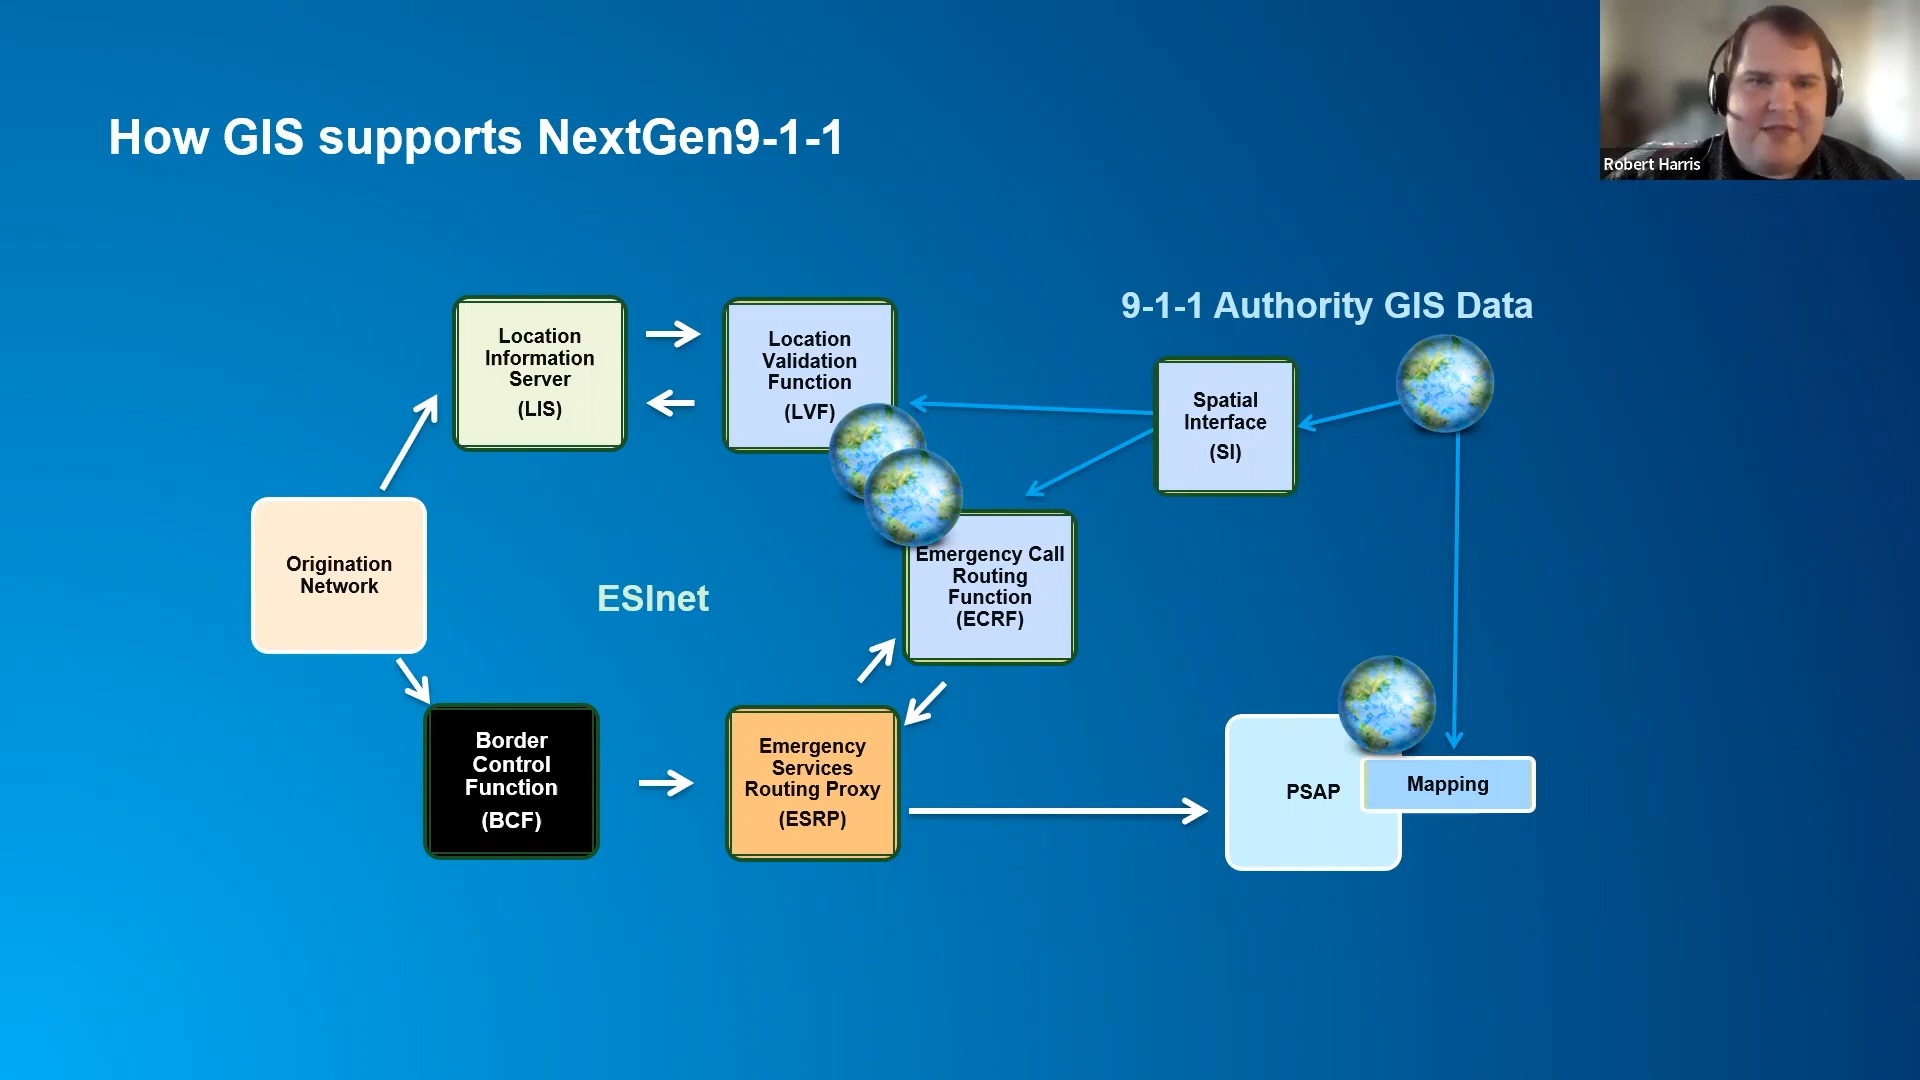 How GIS supports NextGen9-1-1
Robert Harris
9-1-1 Authority GIS Data
Location
Information
Server
(LIS)
Location
Validation
Function
(LVF)
Spatial
Interface
(SI)
Origination
Network
ESInet
Emergency Call
Routing
Function
(ECRF)
Border
Control
Function
(BCF)
Emergency
Services
Routing Proxy
(ESRP)
PSAP
Mapping